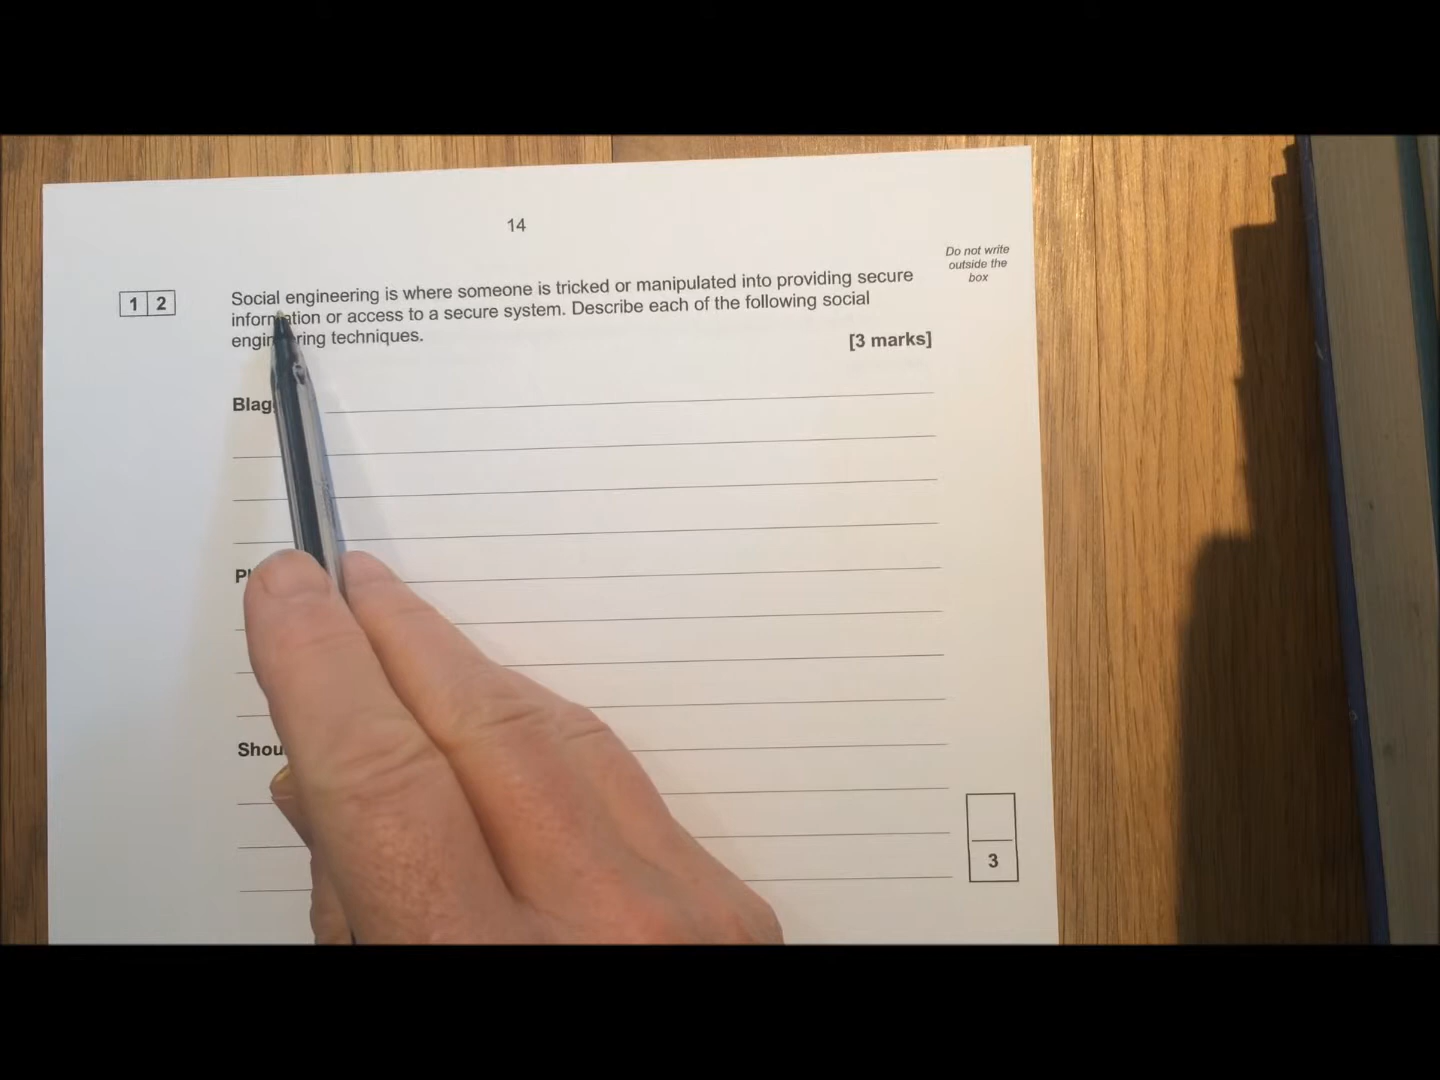 14
Do not write
outside the
box
1 2
Social engineering is where someone is tricked or manipulated into providing secure
information or access to a secure system. Describe each of the following social
engineering techniques.
[3 marks]
Blag
P
Shou
3